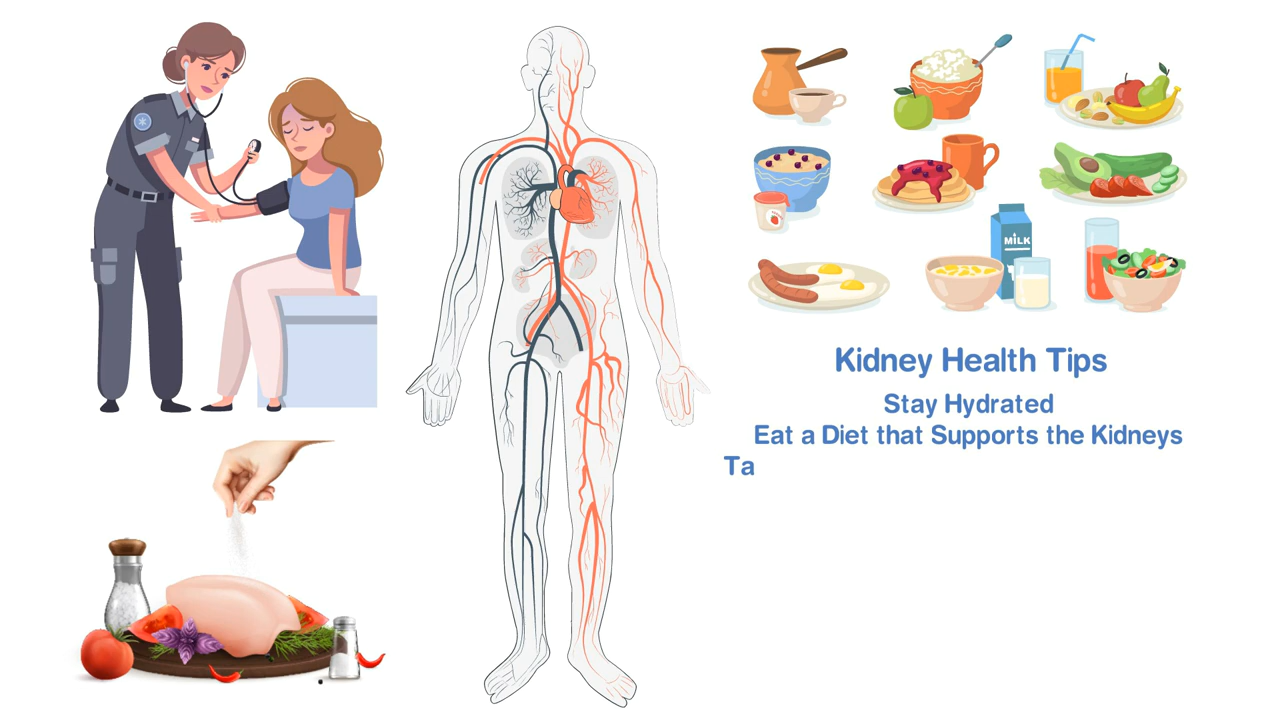 MILK
Kidney Health Tips
Stay Hydrated
Eat a Diet that Supports the Kidneys
Ta